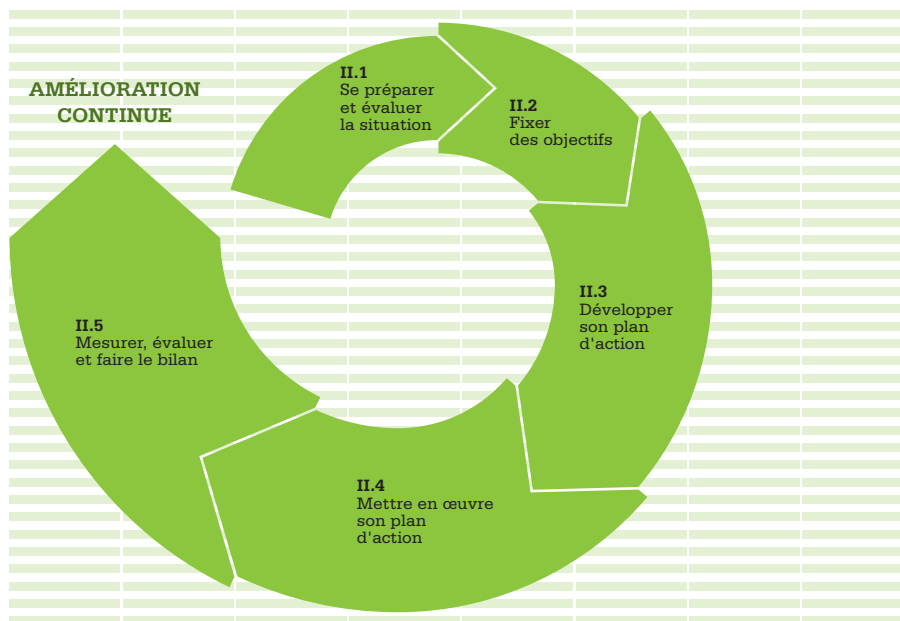 AMÉLIORATION
CONTINUE
II.1
Se préparer
et évaluer
la situation
II.2
Fixer
des objectifs
II.3
Développer
son plan
d'action
II.4
Mettre en œuvre
son plan
d'action
II.5
Mesurer, évaluer
et faire le bilan